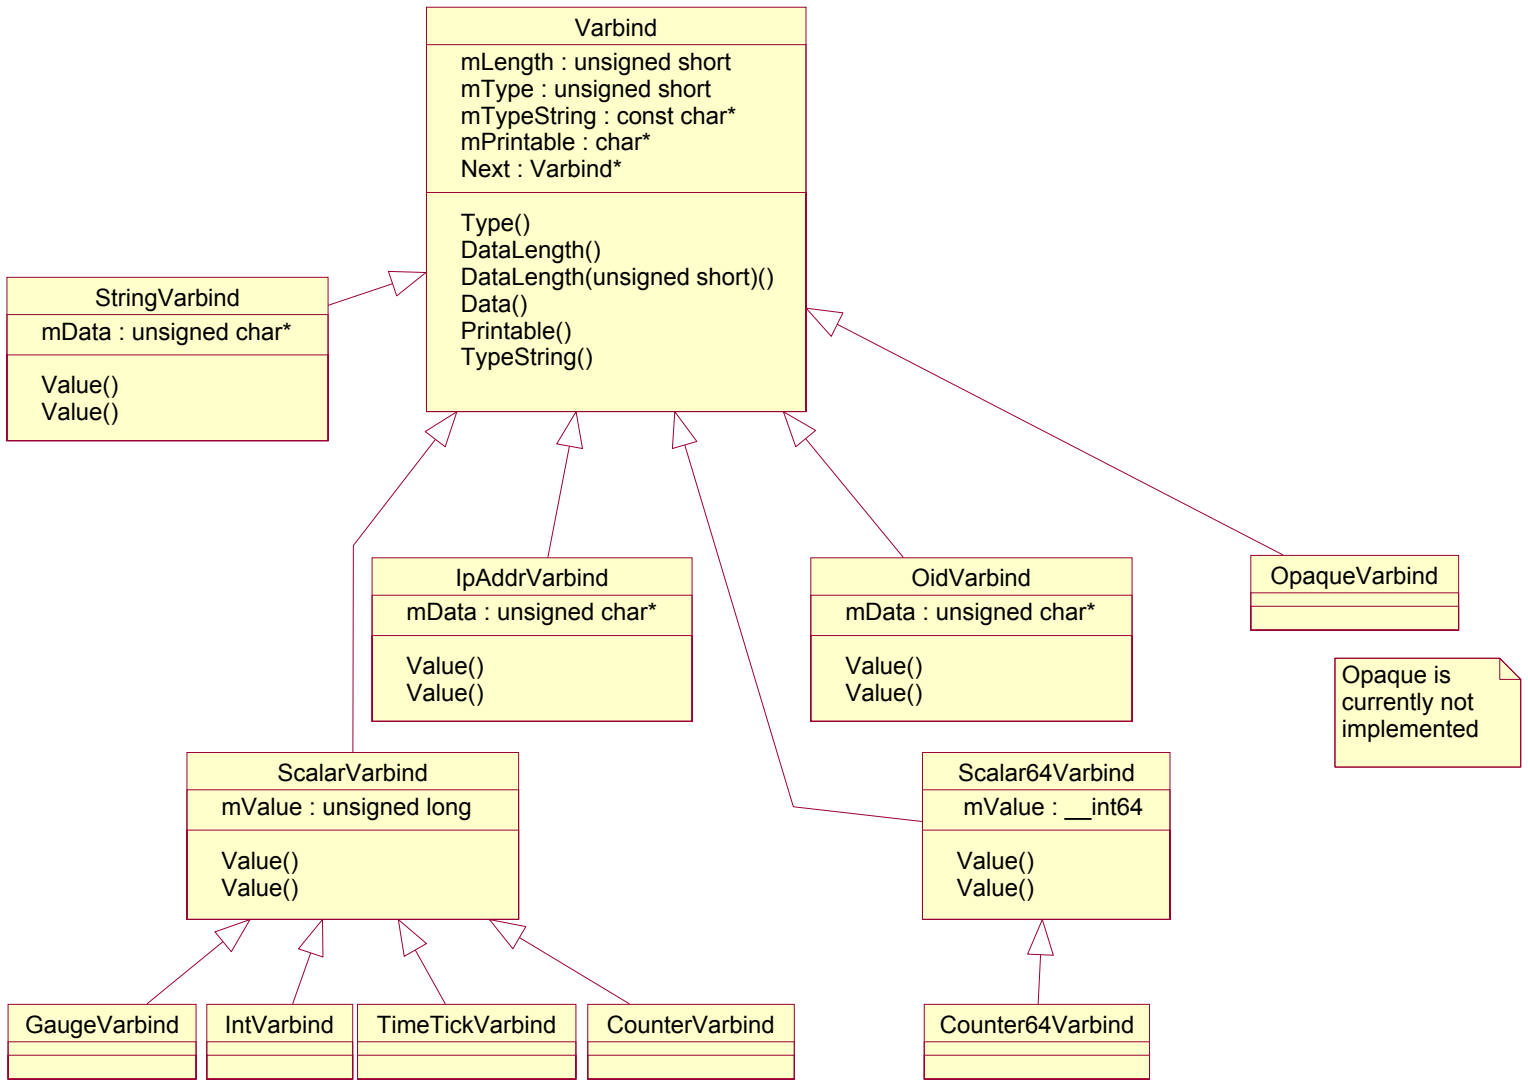 Varbind
mLength : unsigned short
mType : unsigned short
mTypeString : const char*
mPrintable : char*
Next : Varbind*
Type()
DataLength()
DataLength(unsigned short)()
Data()
Printable()
TypeString()
StringVarbind
mData : unsigned char*
Value()
Value()
IpAddrVarbind
mData : unsigned char*
Value()
Value()
OidVarbind
mData : unsigned char*
Value()
Value()
OpaqueVarbind
Opaque is
currently not
implemented
ScalarVarbind
mValue : unsigned long
Value()
Value()
Scalar64Varbind
mValue : __int64
Value()
Value()
GaugeVarbind
IntVarbind
TimeTickVarbind
CounterVarbind
Counter64Varbind